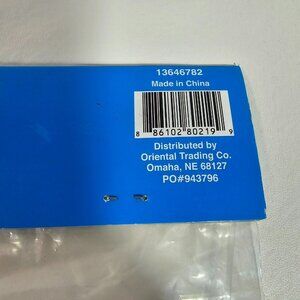 13646782
Made in China
8 86102 80219 9
Distributed by
Oriental Trading Co.
Omaha, NE 68127
PO#943796